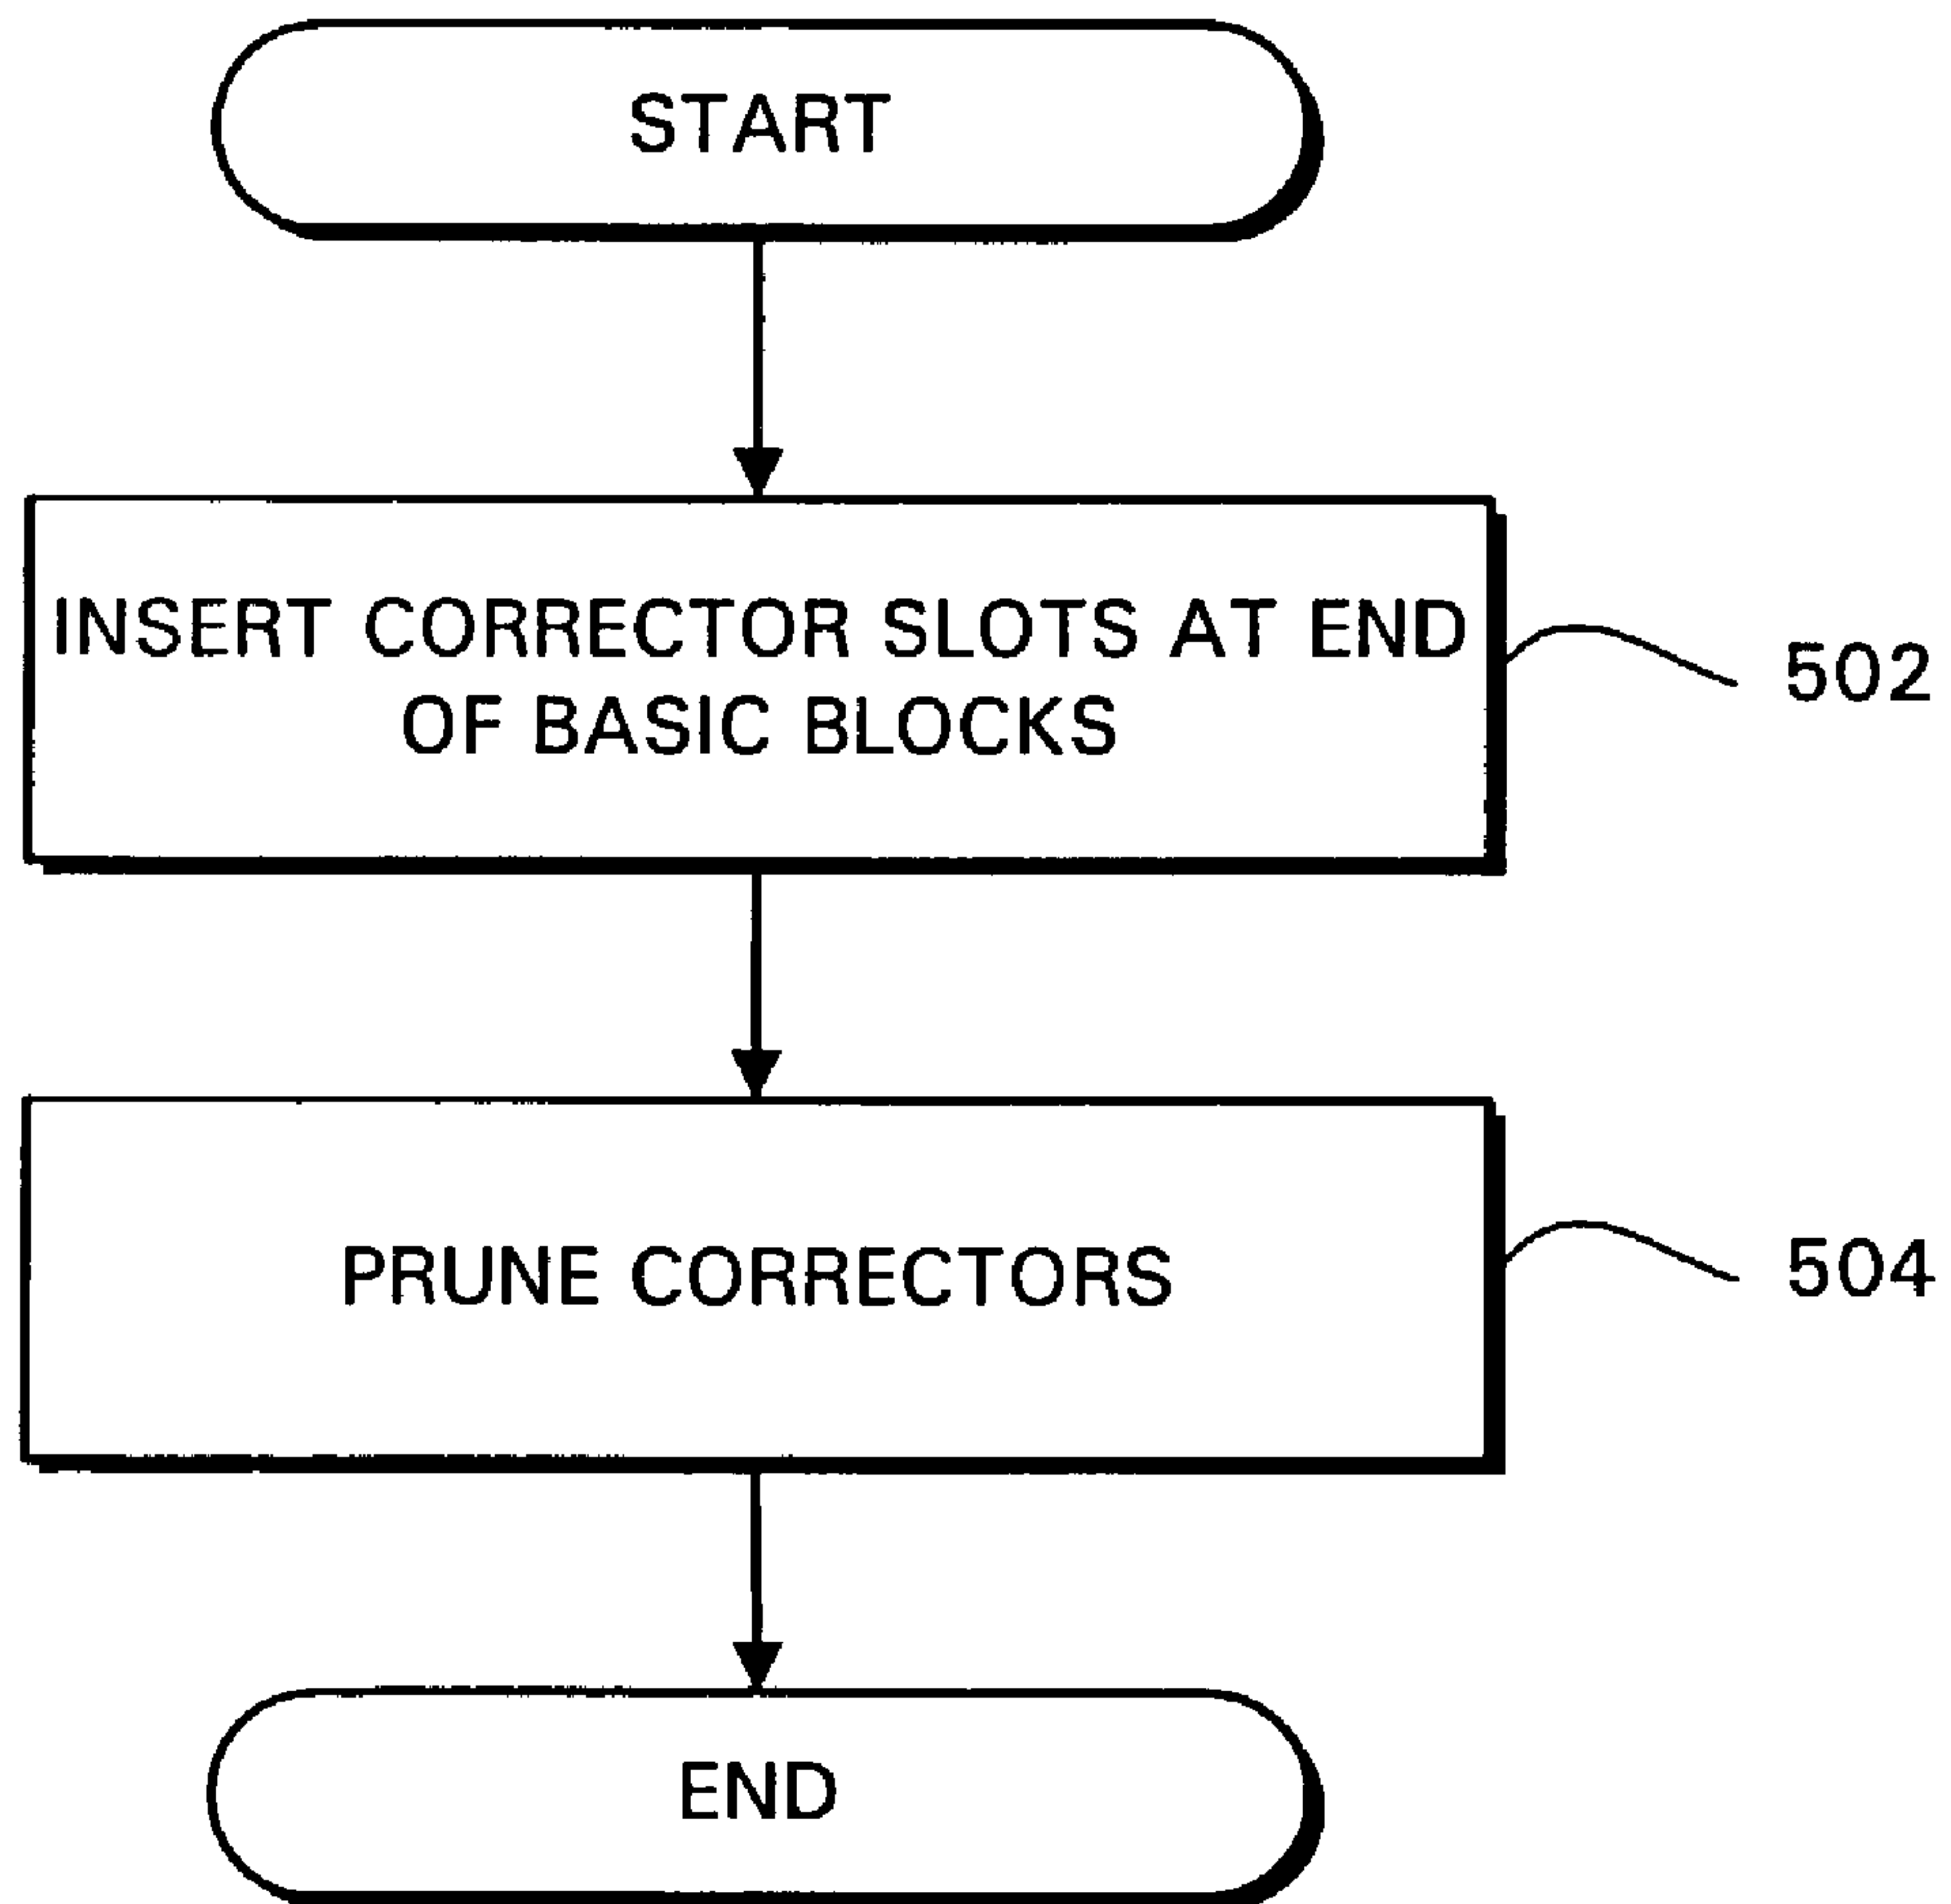 START
INSERT CORRECTOR SLOTS AT END
OF BASIC BLOCKS
502
PRUNE CORRECTORS
504
END